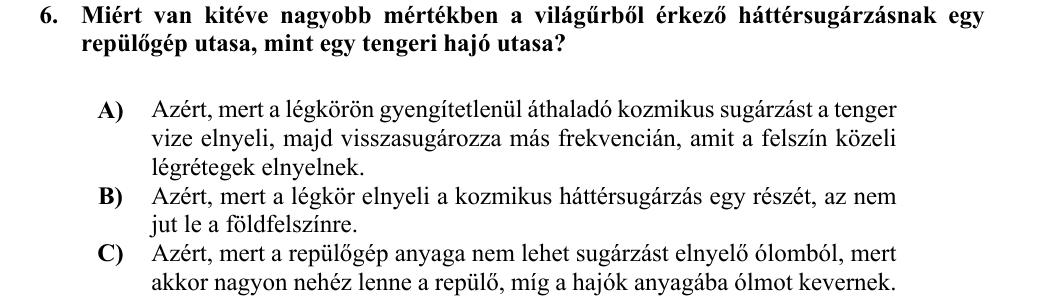 6. Miért van kitéve nagyobb mértékben a világűrből érkező háttérsugárzásnak egy
repülőgép utasa, mint egy tengeri hajó utasa?
A) Azért, mert a légkörön gyengítetlenül áthaladó kozmikus sugárzást a tenger
vize elnyeli, majd visszasugározza más frekvencián, amit a felszín közeli
légrétegek elnyelnek.
B) Azért, mert a légkör elnyeli a kozmikus háttérsugárzás egy részét, az nem
jut le a földfelszínre.
C) Azért, mert a repülőgép anyaga nem lehet sugárzást elnyelő ólomból, mert
akkor nagyon nehéz lenne a repülő, míg a hajók anyagába ólmot kevernek.